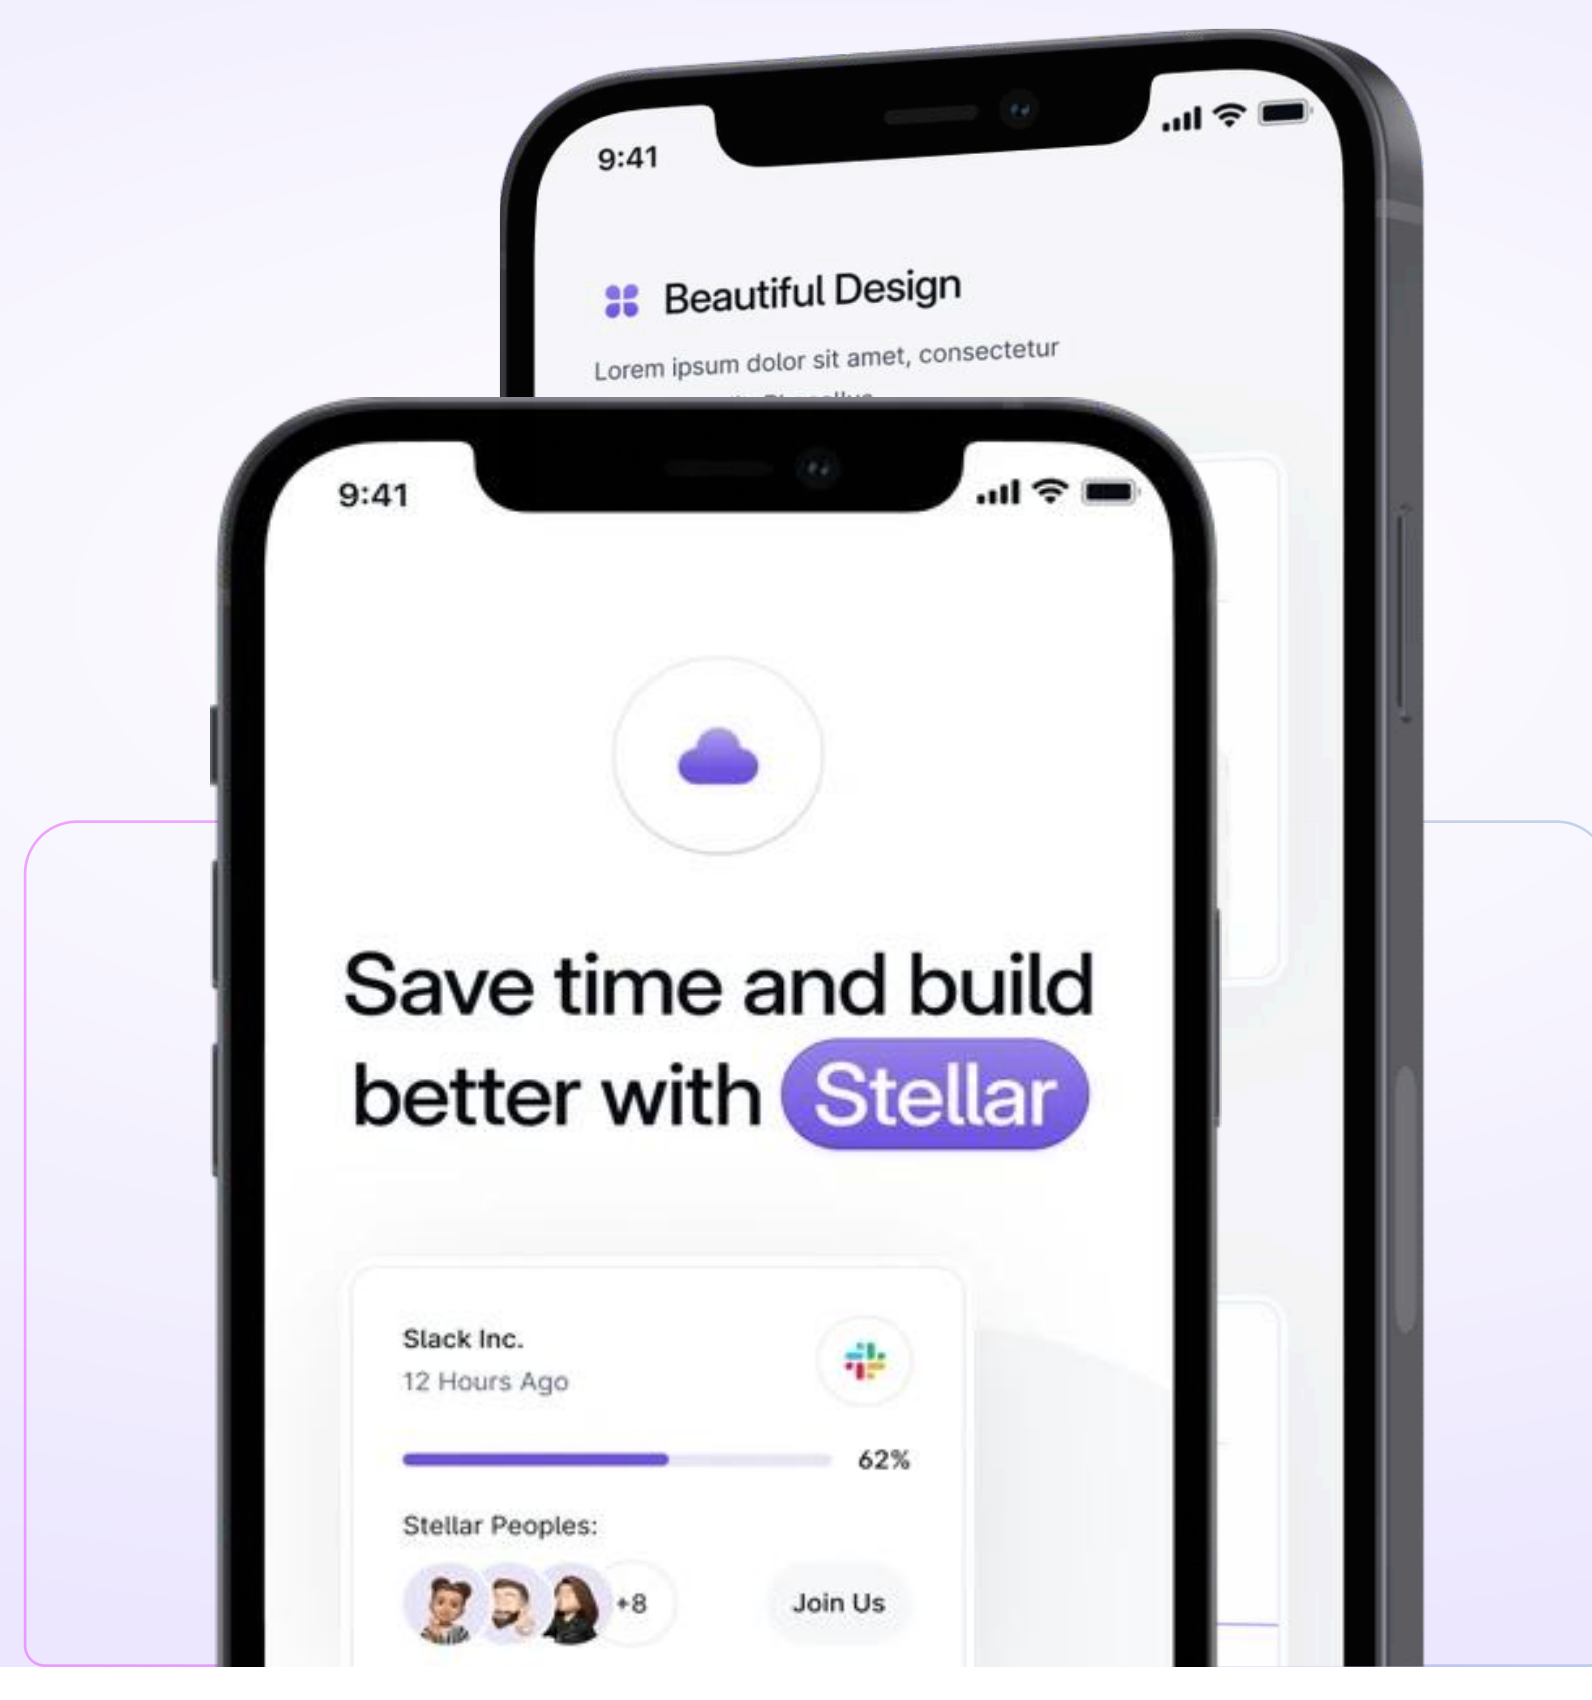 9:41
Beautiful Design
Lorem ipsum dolor sit amet, consectetur
9:41
Save time and build
better with Stellar
Slack Inc.
12 Hours Ago
62%
Stellar Peoples:
+8
Join Us